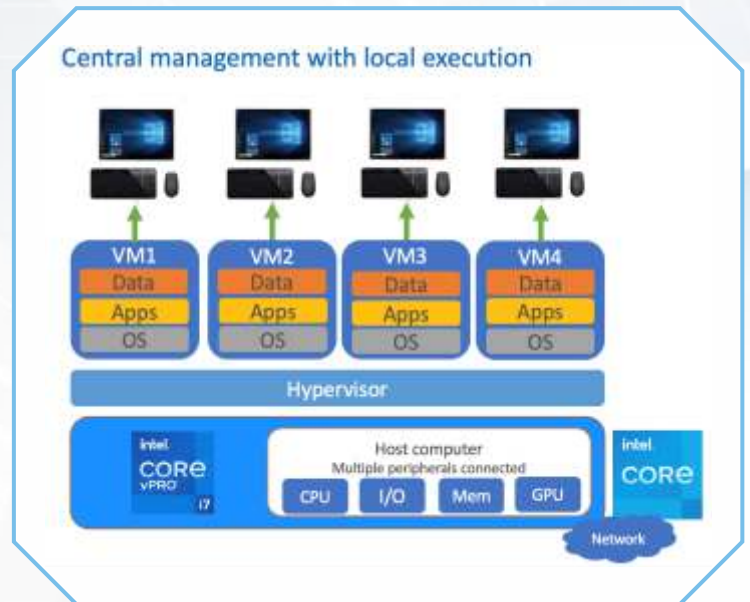 Central management with local execution
VM1
Data
Apps
OS
VM2
Data
Apps
OS
VM3
Data
Apps
OS
VM4
Data
Apps
OS
Hypervisor
intel
CORE
vPRO
i7
Host computer
Multiple peripherals connected
CPU
I/O
Mem
GPU
intel
CORE
Network